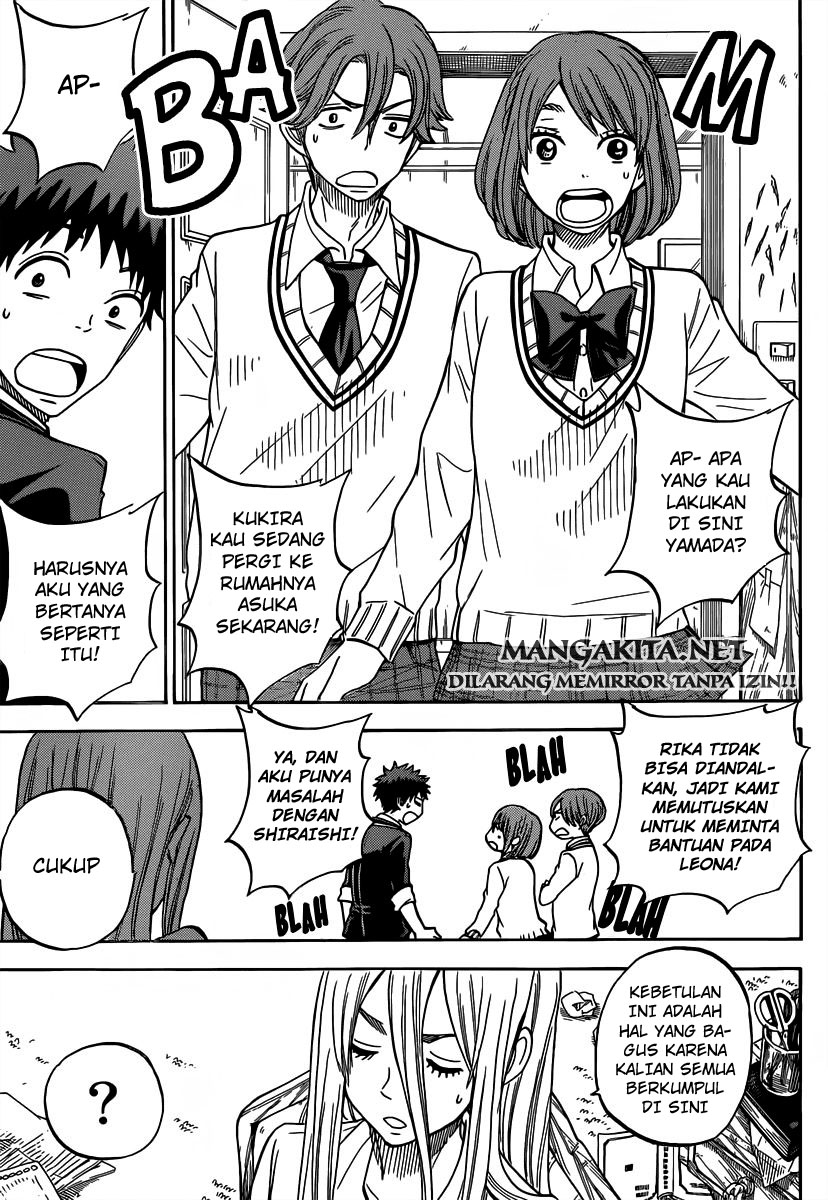 BAM
AP- APA
YANG KAU
LAKUKAN
DI SINI
YAMADA?
KUKIRA
KAU SEDANG
PERGI KE
RUMAHNYA
ASUKA
SEKARANG!
AP-
HARUSNYA
AKU YANG
BERTANYA
SEPERTI
ITU!
MANGAKITA.NET
DILARANG MEMIRROR TANPA IZIN!!
RIKA TIDAK
BISA DIANDAL-
KAN, JADI KAMI
MEMUTUSKAN
UNTUK MEMINTA
BANTUAN PADA
LEONA!
BLAH
BLAH
YA, DAN
AKU PUNYA
MASALAH
DENGAN
SHIRAISHI!
BLAH
CUKUP
KEBETULAN
INI ADALAH
HAL YANG BA-
GUS KARENA
KALIAN SEMUA
BERKUMPUL
DI SINI
?